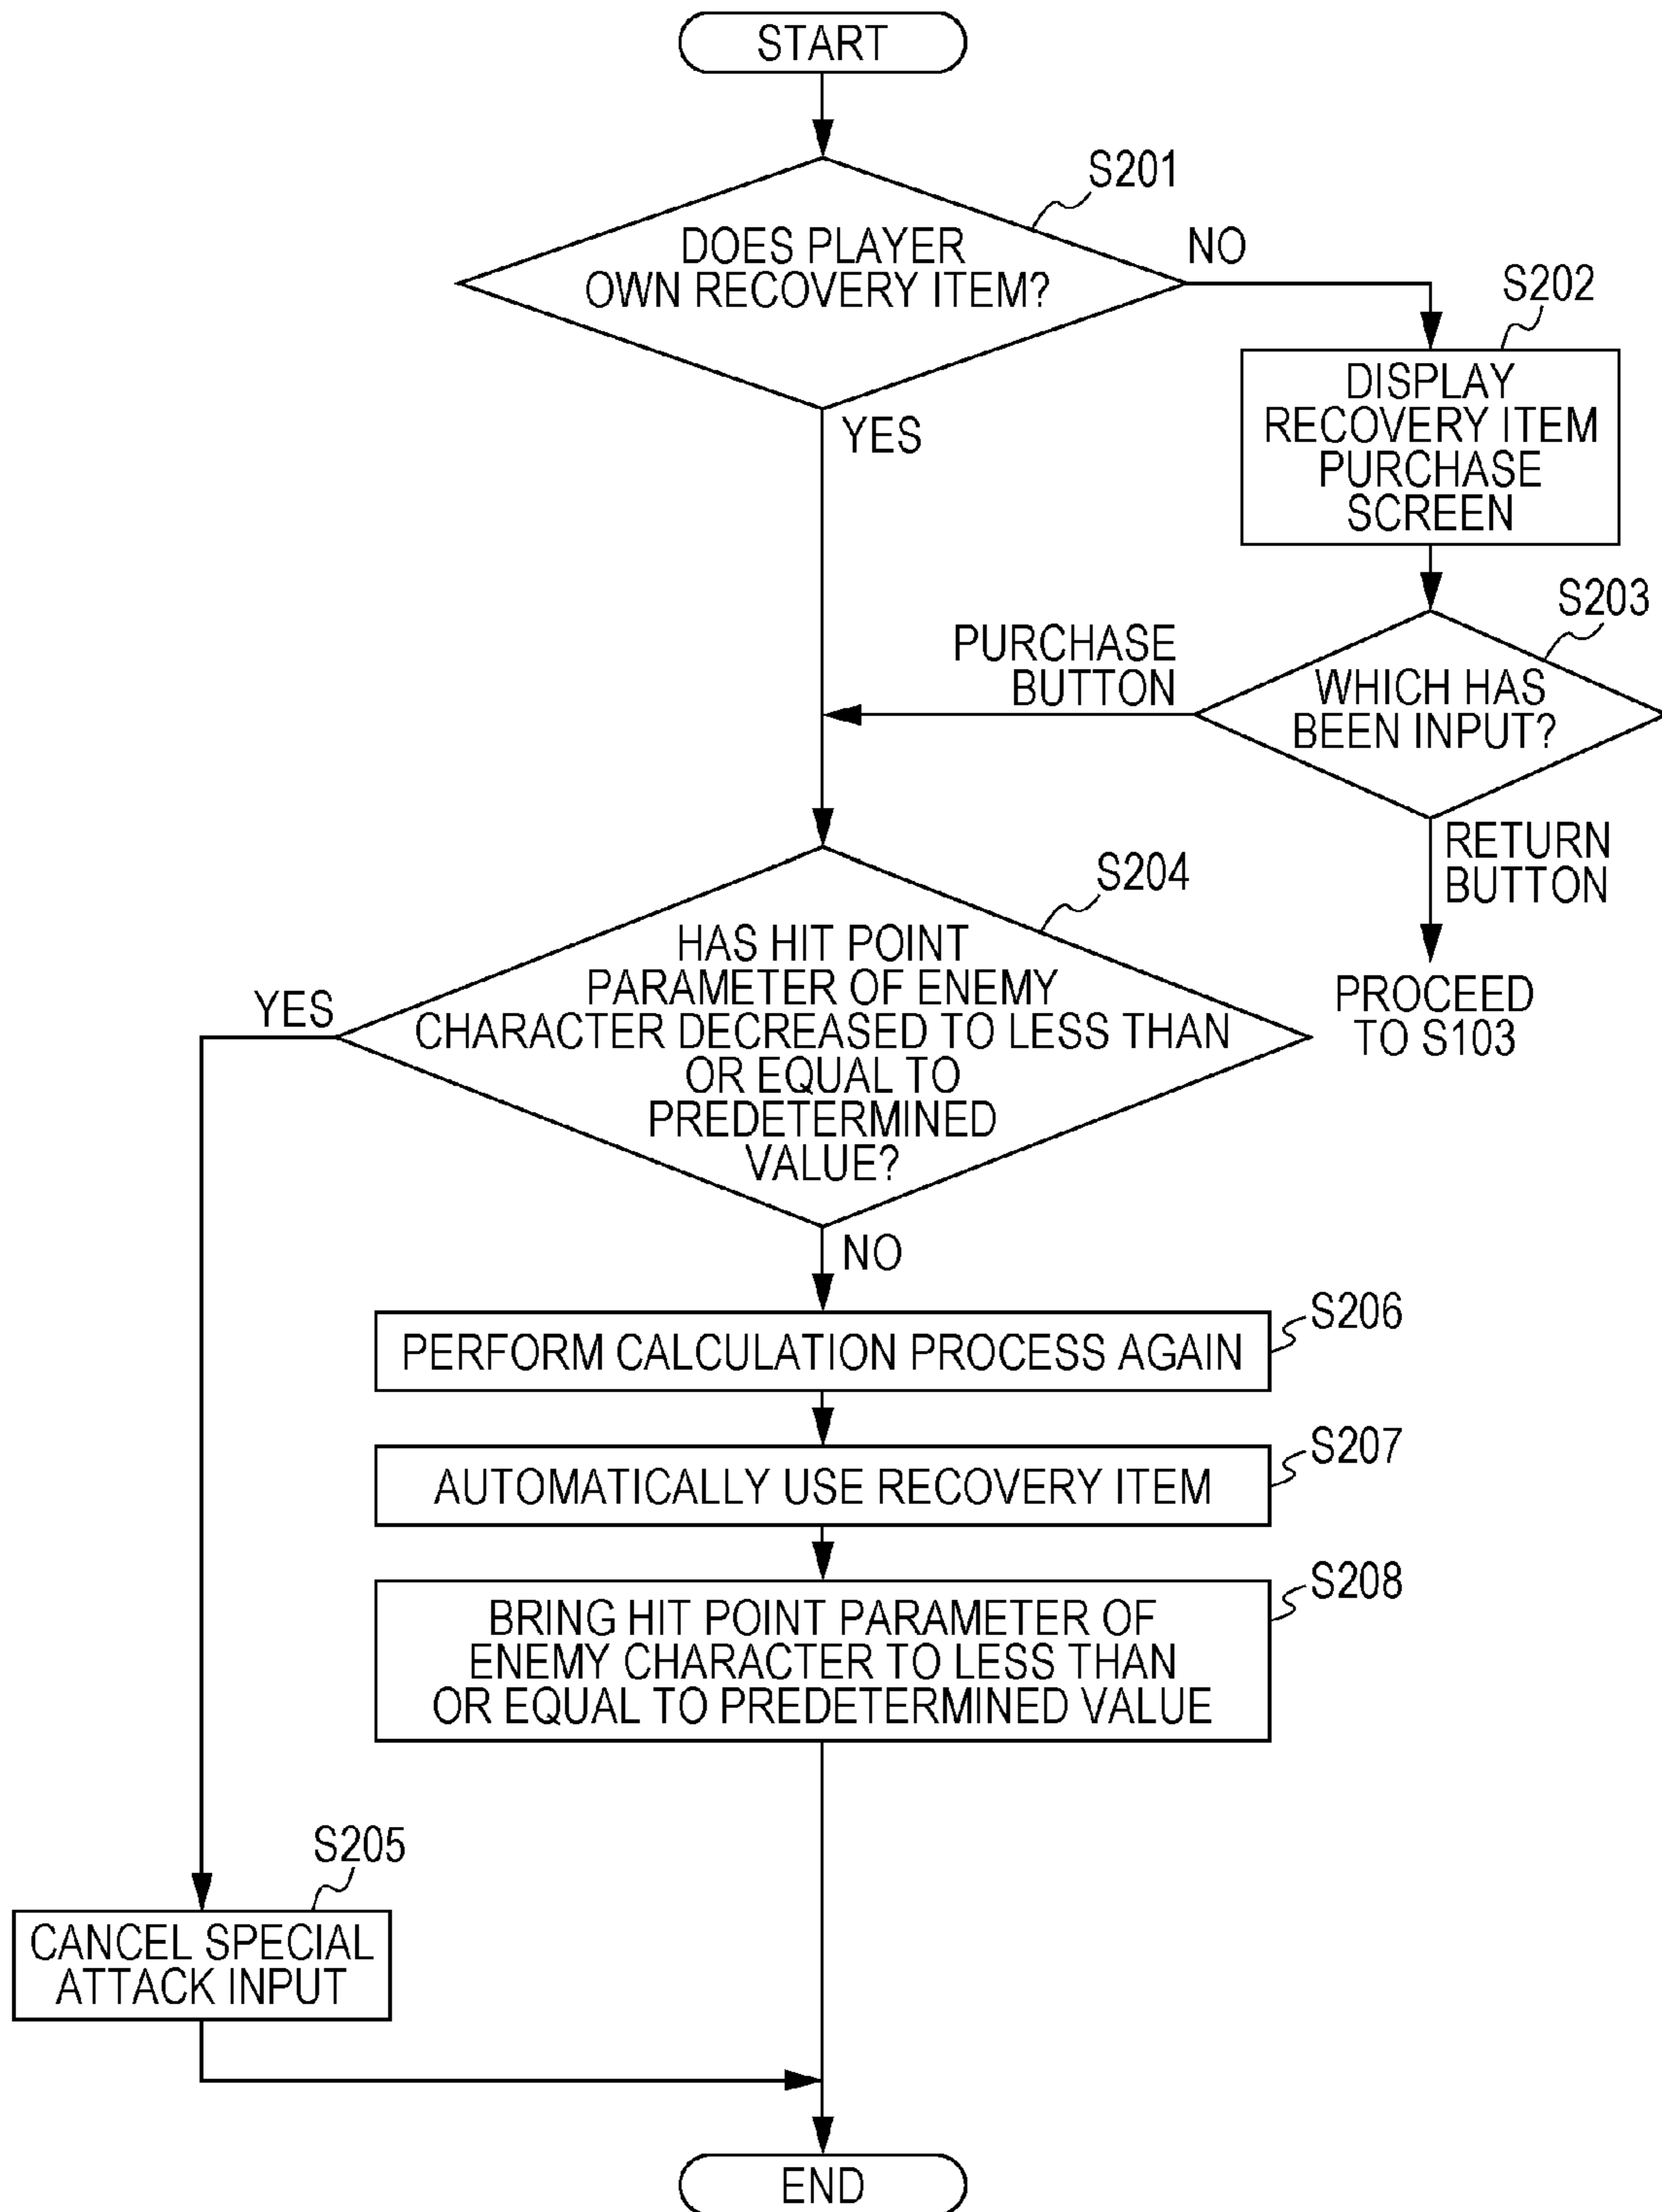 START
S201
DOES PLAYER
OWN RECOVERY ITEM?
NO
S202
DISPLAY
RECOVERY ITEM
PURCHASE
SCREEN
YES
S203
PURCHASE
BUTTON
WHICH HAS
BEEN INPUT?
RETURN
BUTTON
PROCEED
TO S103
S204
HAS HIT POINT
PARAMETER OF ENEMY
CHARACTER DECREASED TO LESS THAN
OR EQUAL TO
PREDETERMINED
VALUE?
YES
NO
S206
PERFORM CALCULATION PROCESS AGAIN
S207
AUTOMATICALLY USE RECOVERY ITEM
S208
BRING HIT POINT PARAMETER OF
ENEMY CHARACTER TO LESS THAN
OR EQUAL TO PREDETERMINED VALUE
S205
CANCEL SPECIAL
ATTACK INPUT
END